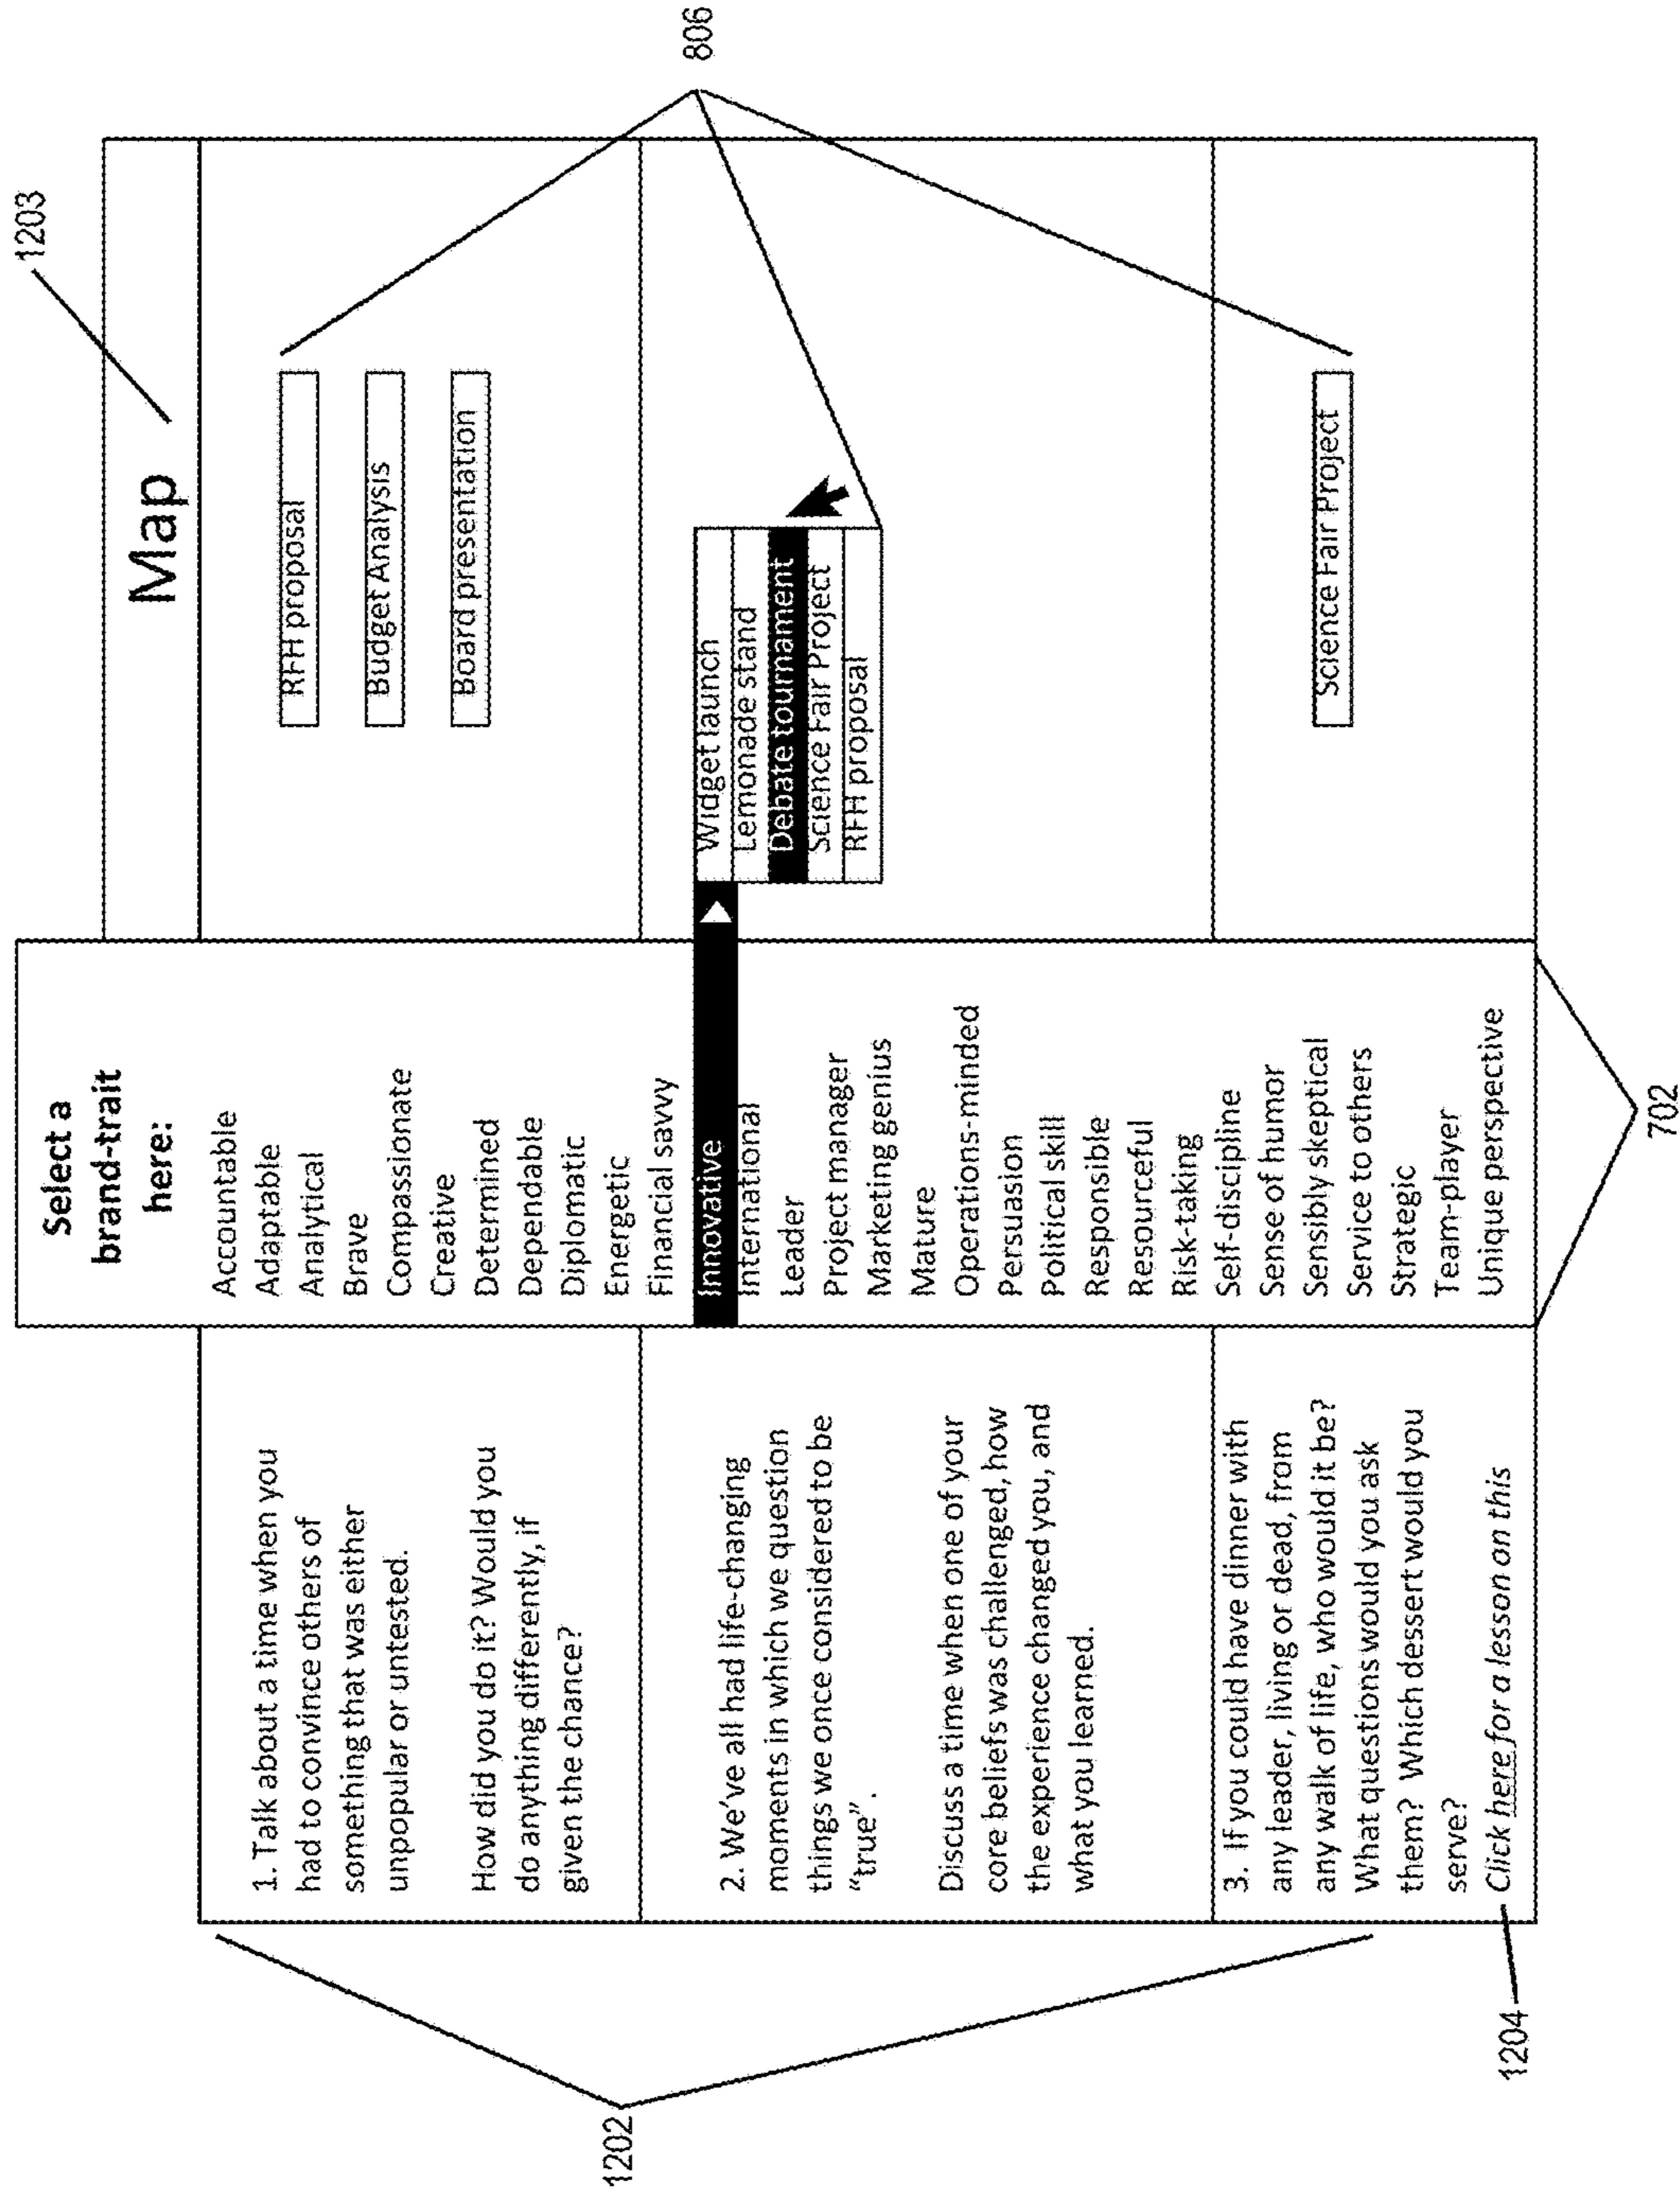 1203
806
Map
Select a
brand-trait
here:
1202
1. Talk about a time when you
had to convince others of
something that was either
unpopular or untested.
How did you do it? Would you
do anything differently, if
given the chance?
2. We've all had life-changing
moments in which we question
things we once considered to be
"true".
Discuss a time when one of your
core beliefs was challenged, how
the experience changed you, and
what you learned.
3. If you could have dinner with
any leader, living or dead, from
any walk of life, who would it be?
What questions would you ask
them? Which dessert would you
serve?
Click here for a lesson on this
1204
Accountable
Adaptable
Analytical
Brave
Compassionate
Creative
Determined
Dependable
Diplomatic
Energetic
Financial savvy
Innovative
International
Leader
Project manager
Marketing genius
Mature
Operations-minded
Persuasion
Political skill
Responsible
Resourceful
Risk-taking
Self-discipline
Sense of humor
Sensibly skeptical
Service to others
Strategic
Team-player
Unique perspective
702
RFH proposal
Budget Analysis
Board presentation
Widget launch
Lemonade stand
Debate tournament
Science Fair Project
RFH proposal
Science Fair Project